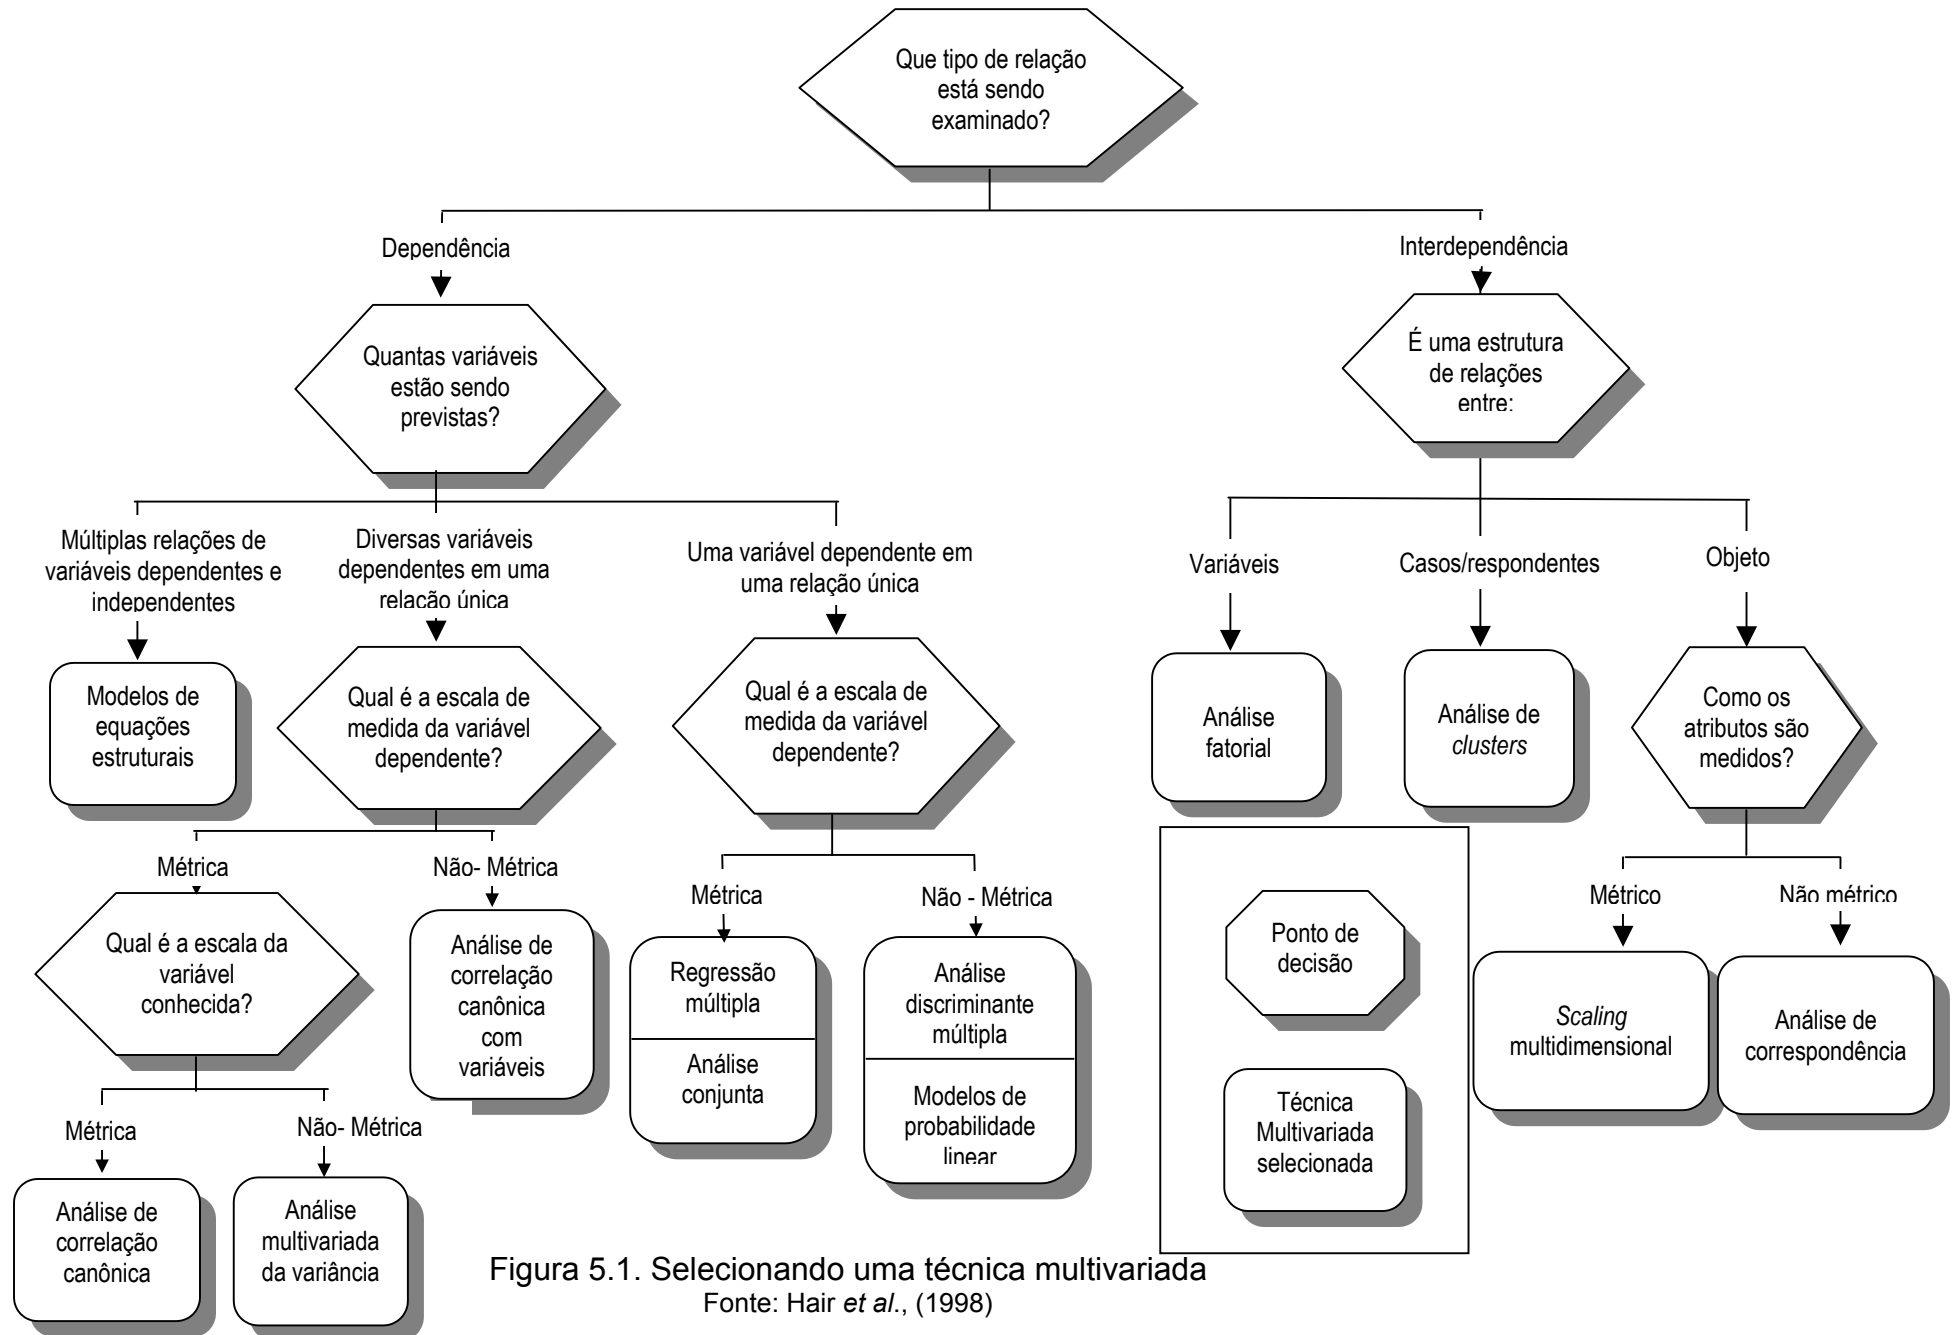 Que tipo de relação
está sendo
examinado?
Dependência
Interdependência
Quantas variáveis
estão sendo
previstas?
É uma estrutura
de relações
entre:
Múltiplas relações de
variáveis dependentes e
independentes
Diversas variáveis
dependentes em uma
relação única
Uma variável dependente em
uma relação única
Variáveis
Casos/respondentes
Objeto
Modelos de
equações
estruturais
Qual é a escala de
medida da variável
dependente?
Qual é a escala de
medida da variável
dependente?
Análise
fatorial
Análise de
clusters
Como os
atributos são
medidos?
Métrica
Não- Métrica
Métrica
Não - Métrica
Métrico
Não métrico
Qual é a escala da
variável
conhecida?
Análise de
correlação
canônica
com
variáveis
Regressão
múltipla
Análise
conjunta
Análise
discriminante
múltipla
Modelos de
probabilidade
linear
Ponto de
decisão
Técnica
Multivariada
selecionada
Scaling
multidimensional
Análise de
correspondência
Métrica
Não- Métrica
Análise de
correlação
canônica
Análise
multivariada
da variância
Figura 5.1. Selecionando uma técnica multivariada
Fonte: Hair et al., (1998)